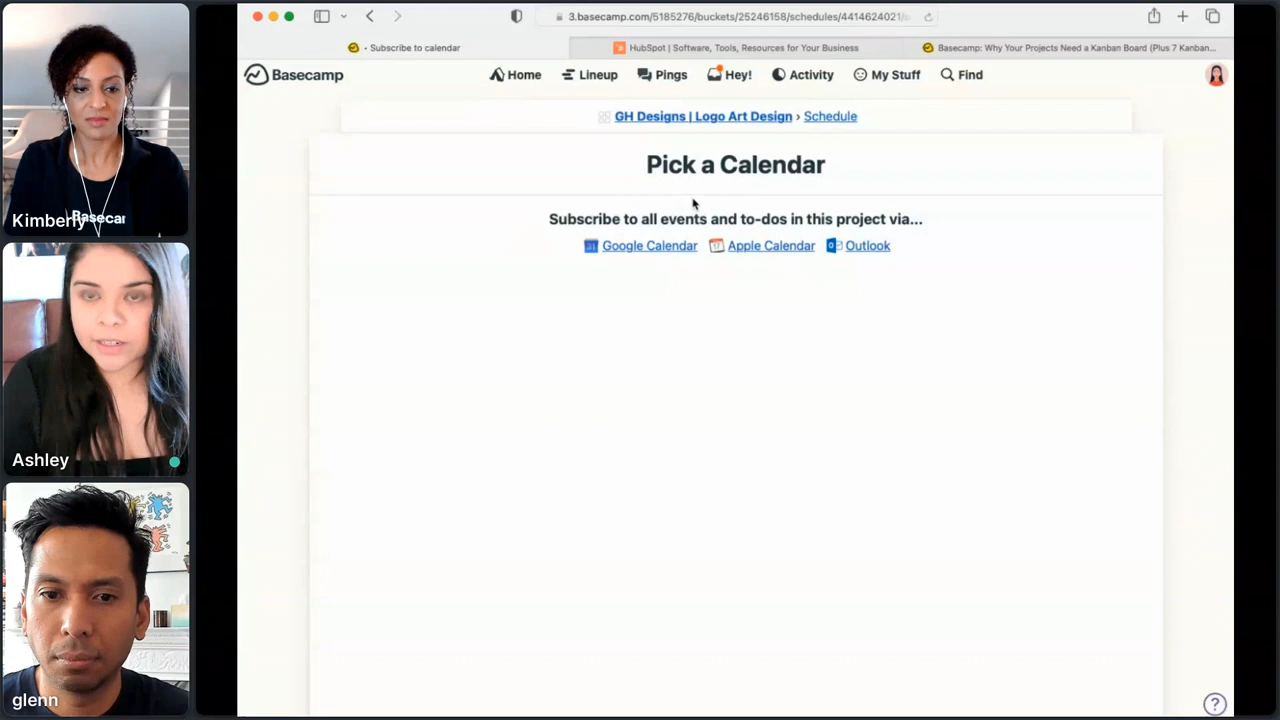 3.basecamp.com/5185276/buckets/25246158/schedules/4414624021/
• Subscribe to calendar
HubSpot | Software, Tools, Resources for Your Business
Basecamp: Why Your Projects Need a Kanban Board (Plus 7 Kanban...
Basecamp
Home
Lineup
Pings
Hey!
Activity
My Stuff
Find
GH Designs | Logo Art Design › Schedule
Pick a Calendar
Subscribe to all events and to-dos in this project via...
Google Calendar
Apple Calendar
Outlook
Kimberly
Basecar
Ashley
glenn
?